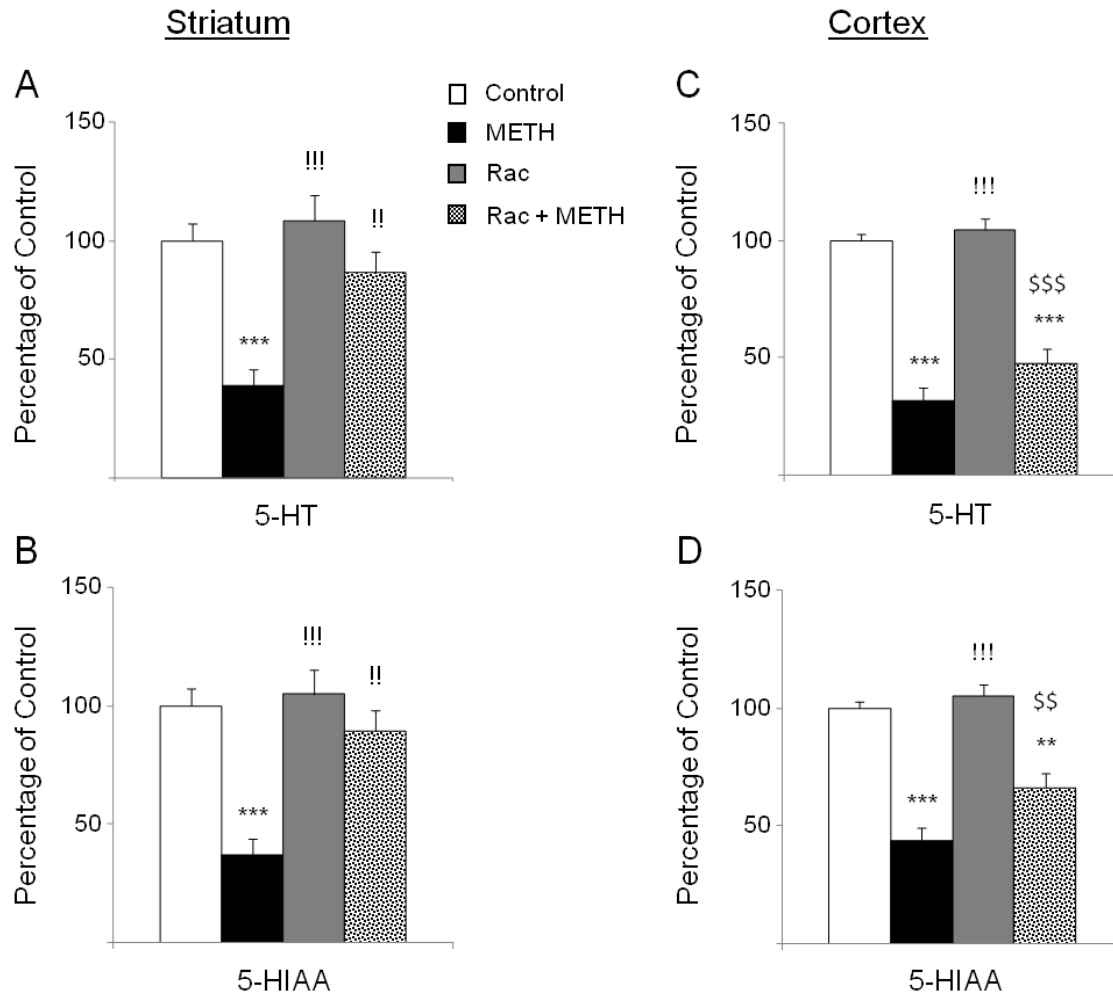 Striatum
Cortex
A
Percentage of Control
150
100
50
***
!!!
!!
5-HT
Control
METH
Rac
Rac + METH
C
Percentage of Control
150
100
50
***
!!!
$$$
***
5-HT
B
Percentage of Control
150
100
50
***
!!!
!!
5-HIAA
D
Percentage of Control
150
100
50
***
!!!
$$
**
5-HIAA